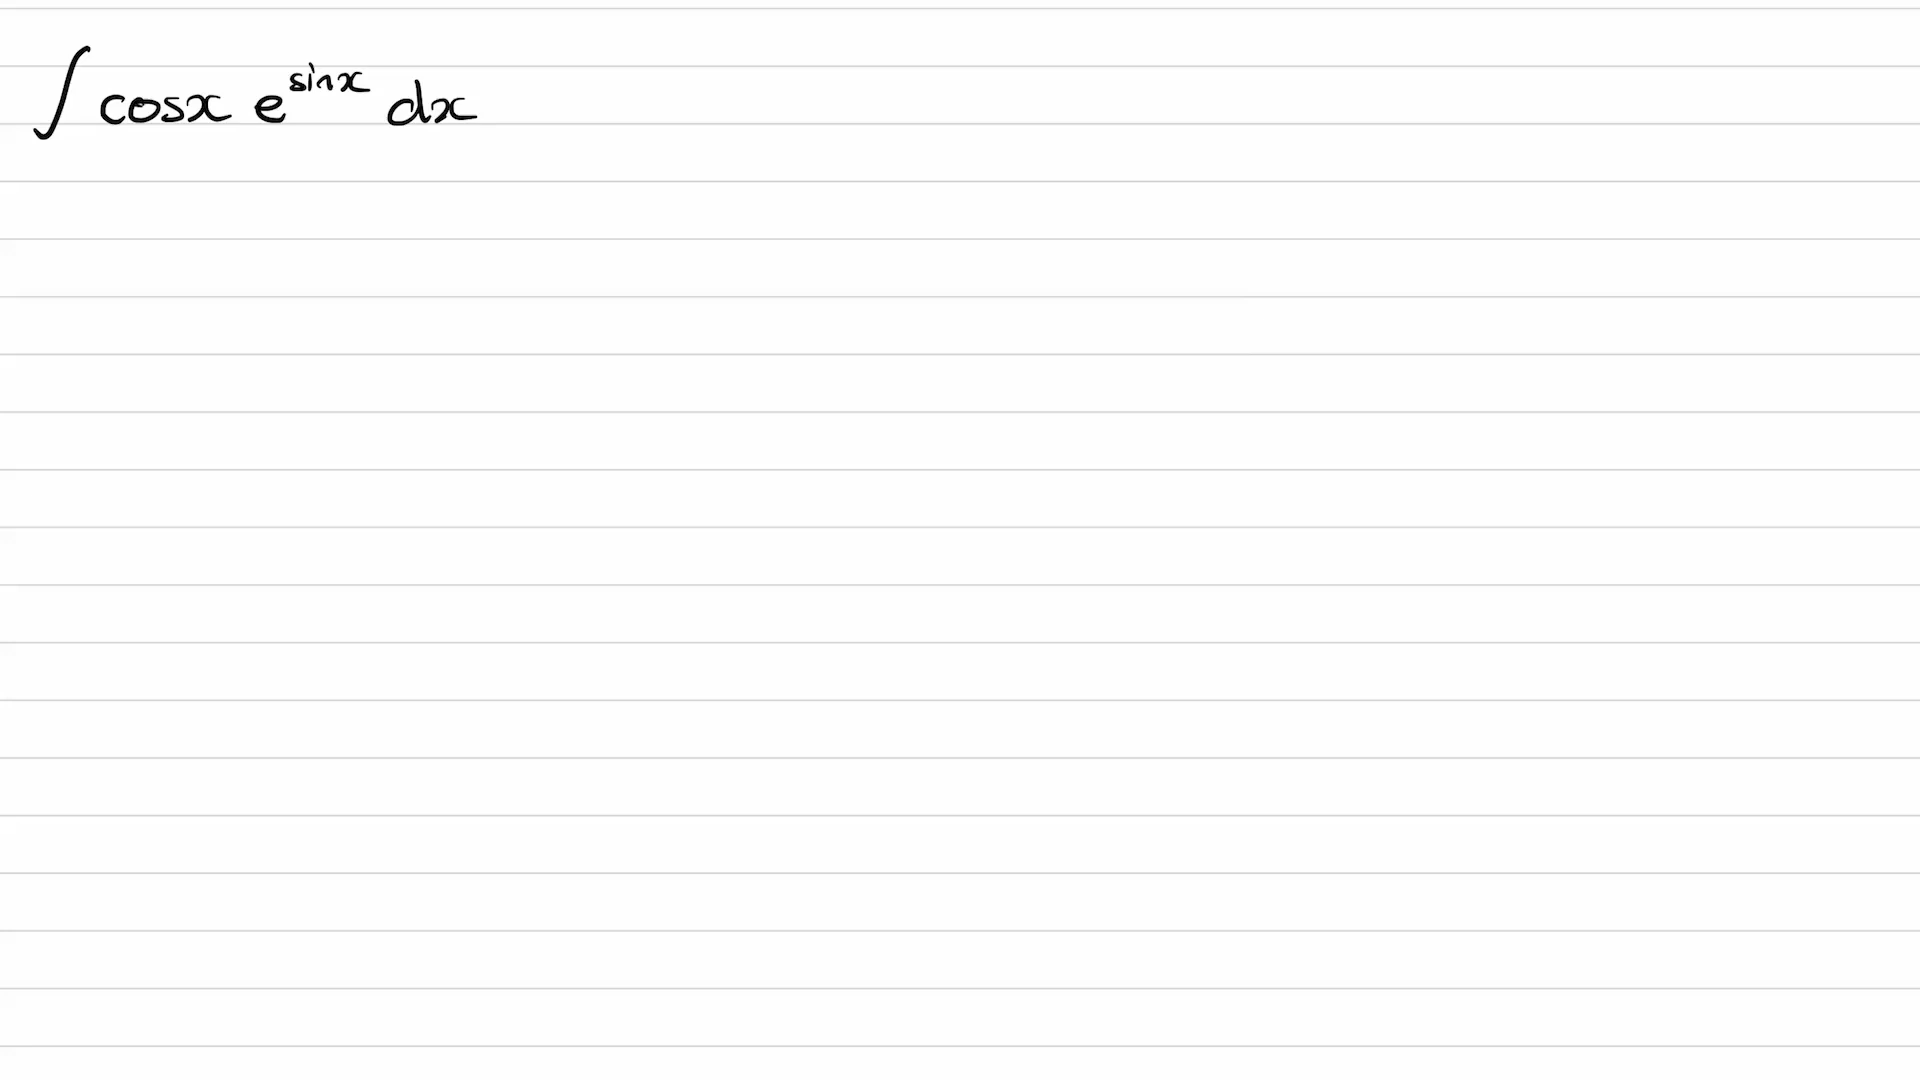 ∫ cosx e^{sinx} dx